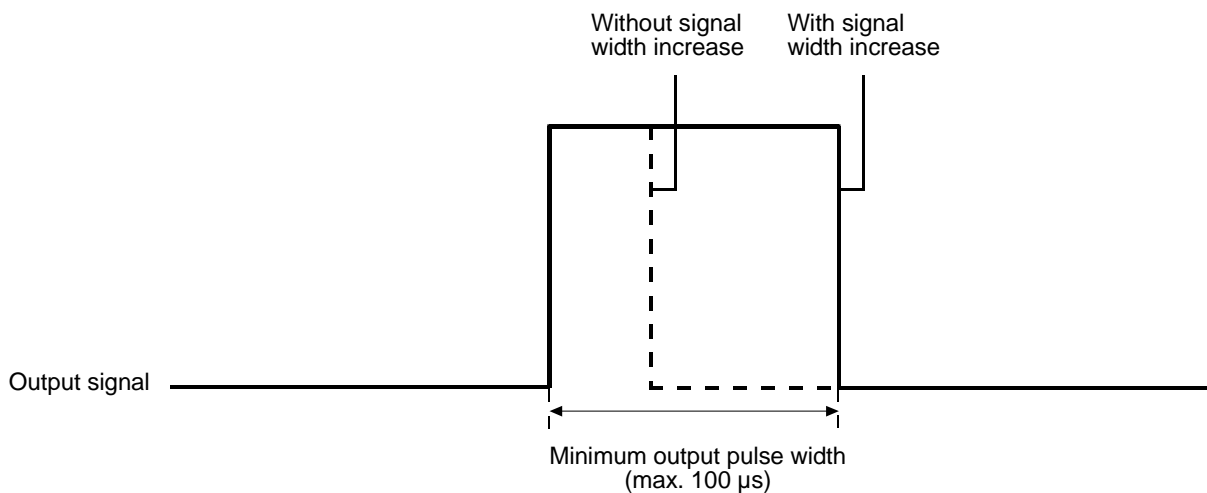 Without signal
width increase
With signal
width increase
Output signal
Minimum output pulse width
(max. 100 µs)